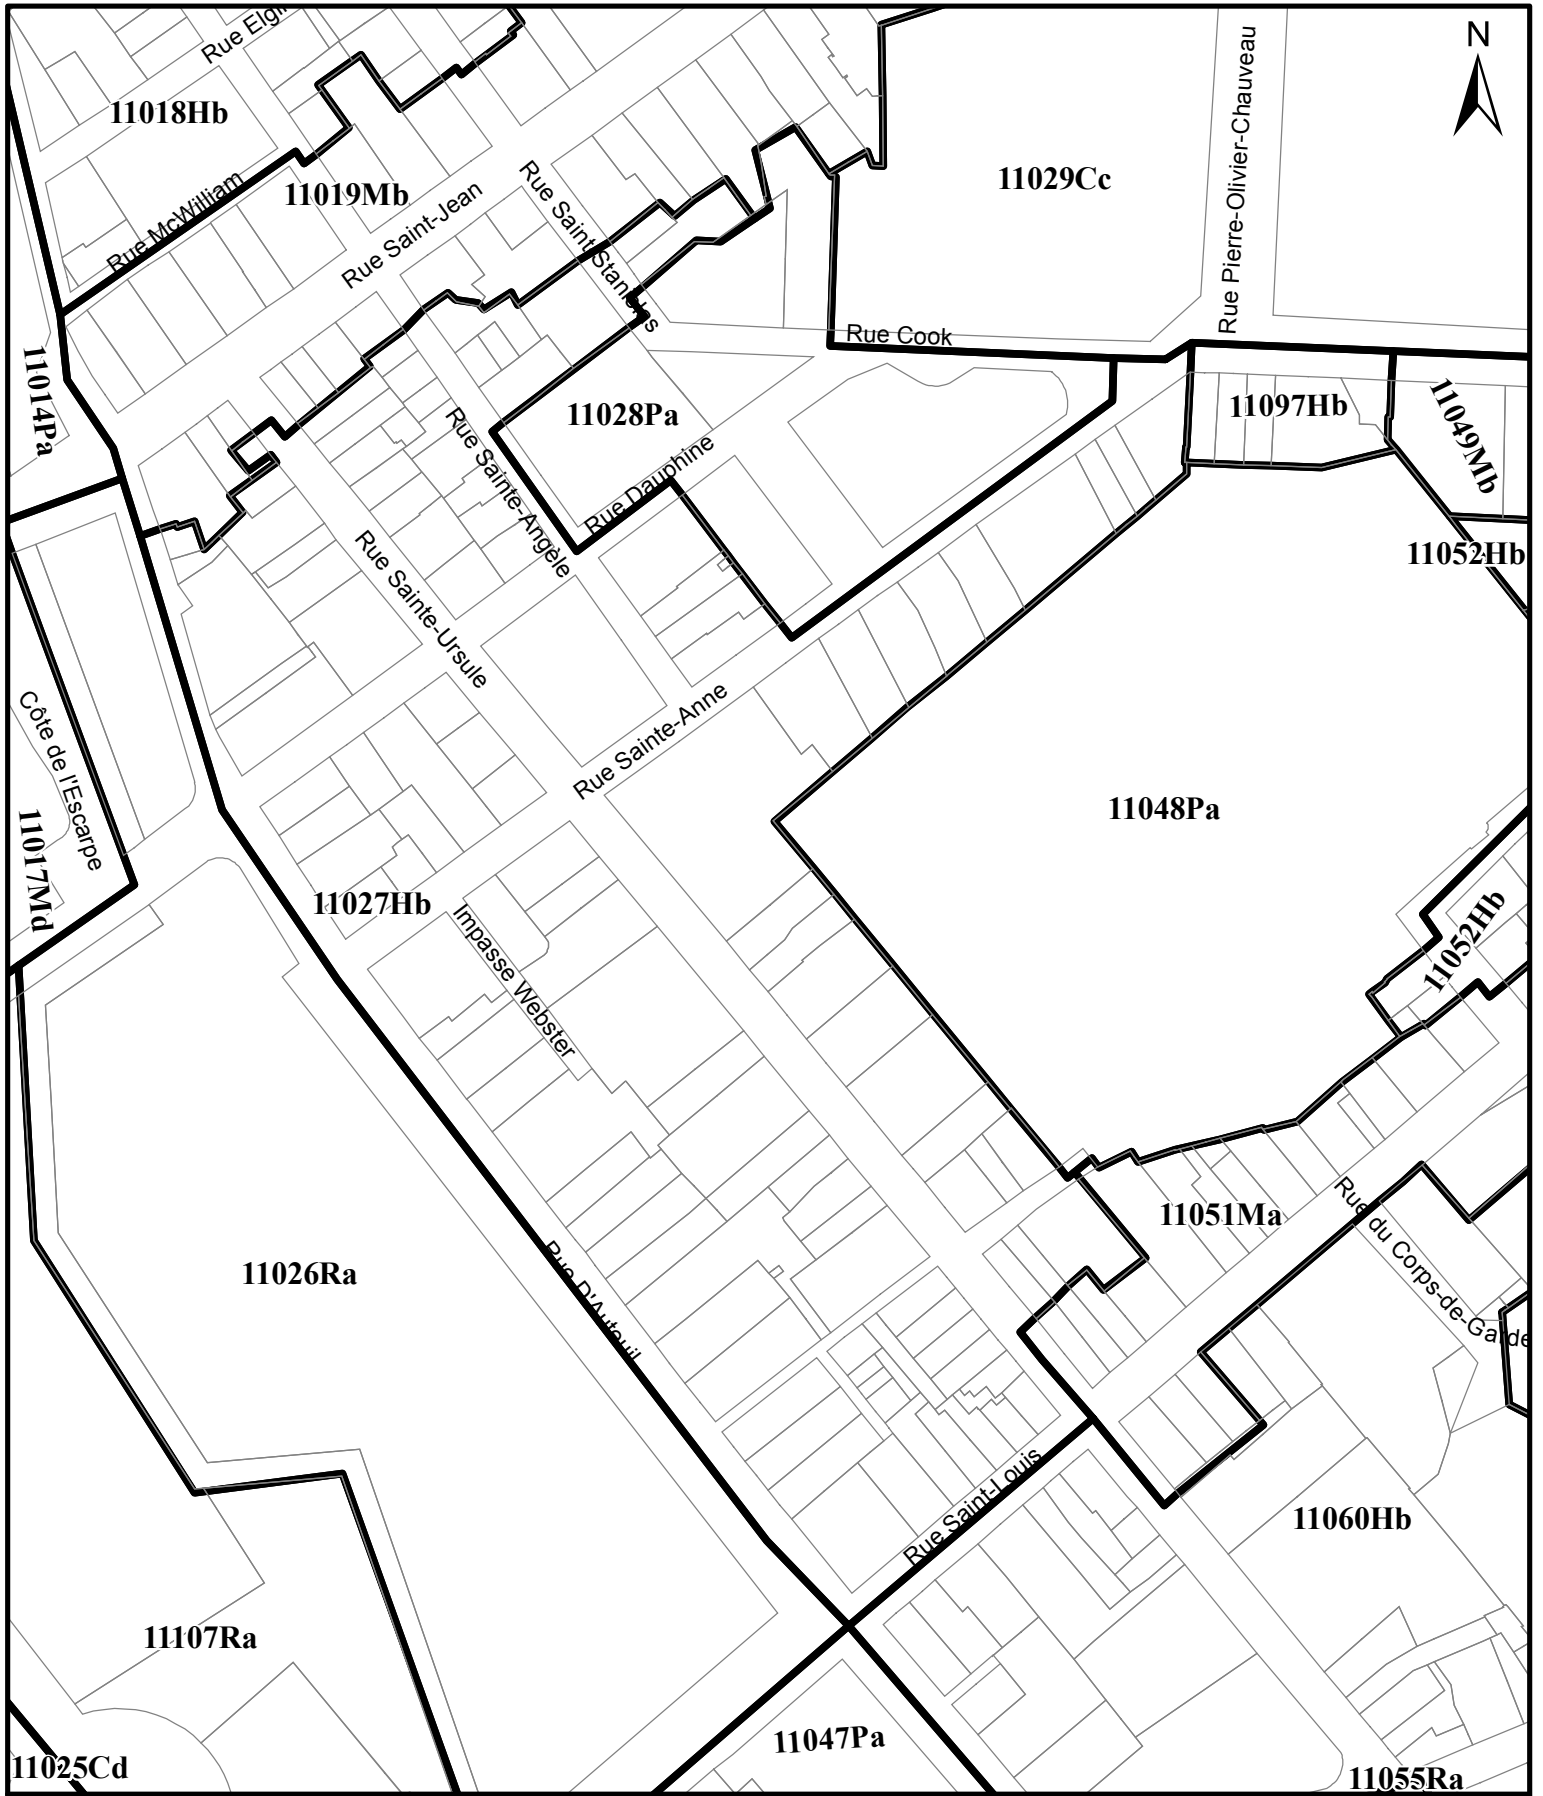 Rue Elgin
N
11018Hb
Rue Pierre-Olivier-Chauveau
11029Cc
11019Mb
Rue McWilliam
Rue Saint-Jean
Rue Saint-Stanislas
Rue Cook
11014Pa
11028Pa
11097Hb
11049Mb
Rue Sainte-Angèle
Rue Dauphine
11052Hb
Rue Sainte-Ursule
Côte de l'Escarpe
Rue Sainte-Anne
11048Pa
11017Md
11027Hb
Impasse Webster
11052Hb
11051Ma
Rue du Corps-de-Garde
11026Ra
Rue D'Auteuil
Rue Saint-Louis
11060Hb
11107Ra
11047Pa
11025Cd
11055Ra